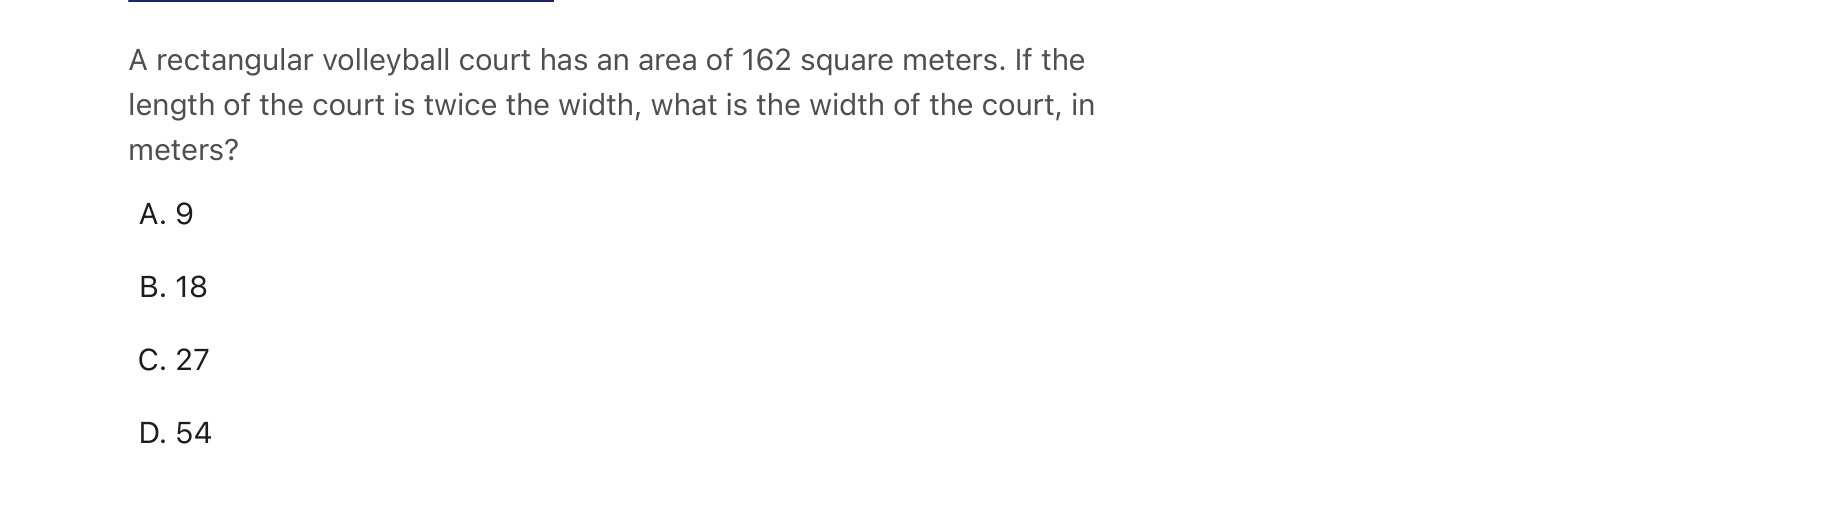 A rectangular volleyball court has an area of 162 square meters. If the
length of the court is twice the width, what is the width of the court, in
meters?
A. 9
B. 18
C. 27
D. 54